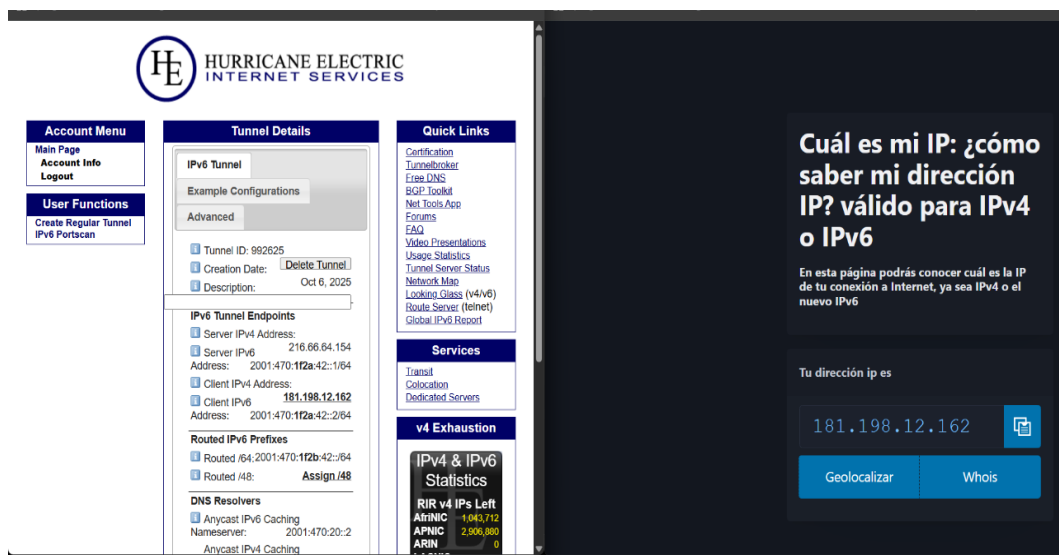 HE
HURRICANE ELECTRIC
INTERNET SERVICES
Account Menu
Main Page
Account Info
Logout
User Functions
Create Regular Tunnel
IPv6 Portscan
Tunnel Details
IPv6 Tunnel
Example Configurations
Advanced
Tunnel ID: 992625
Creation Date:
Delete Tunnel
Oct 6, 2025
Description:
IPv6 Tunnel Endpoints
Server IPv4 Address:
216.66.64.154
Server IPv6
Address: 2001:470:1f2a:42::1/64
Client IPv4 Address:
181.198.12.162
Client IPv6
Address: 2001:470:1f2a:42::2/64
Routed IPv6 Prefixes
Routed /64:2001:470:1f2b:42::/64
Routed /48: Assign /48
DNS Resolvers
Anycast IPv6 Caching
Nameserver: 2001:470:20::2
Anycast IPv4 Caching
Quick Links
Certification
Tunnelbroker
Free DNS
BGP Toolkit
Net Tools App
Forums
FAQ
Video Presentations
Usage Statistics
Tunnel Server Status
Network Map
Looking Glass (v4/v6)
Route Server (telnet)
Global IPv6 Report
Services
Transit
Colocation
Dedicated Servers
v4 Exhaustion
IPv4 & IPv6
Statistics
RIR v4 IPs Left
AfriNIC 1,043,712
APNIC 2,906,880
ARIN 0
Cuál es mi IP: ¿cómo
saber mi dirección
IP? válido para IPv4
o IPv6
En esta página podrás conocer cuál es la IP
de tu conexión a Internet, ya sea IPv4 o el
nuevo IPv6
Tu dirección ip es
181.198.12.162
Geolocalizar
Whois